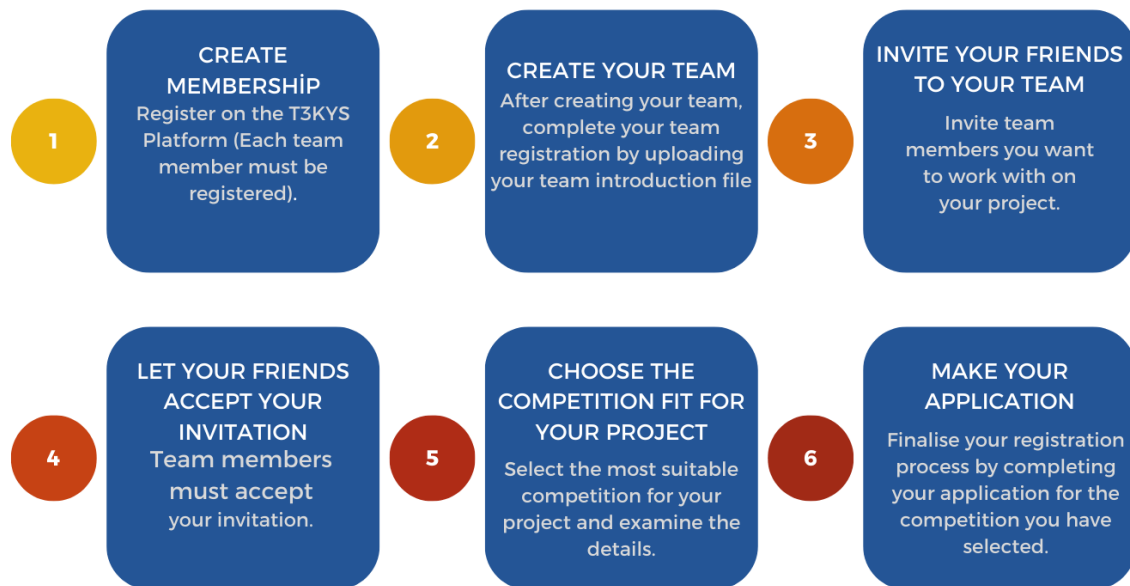 1
CREATE
MEMBERSHİP
Register on the T3KYS
Platform (Each team
member must be
registered).
2
CREATE YOUR TEAM
After creating your team,
complete your team
registration by uploading
your team introduction file
3
INVITE YOUR FRIENDS
TO YOUR TEAM
Invite team
members you want
to work with on
your project.
4
LET YOUR FRIENDS
ACCEPT YOUR
INVITATION
Team members
must accept
your invitation.
5
CHOOSE THE
COMPETITION FIT FOR
YOUR PROJECT
Select the most suitable
competition for your
project and examine the
details.
6
MAKE YOUR
APPLICATION
Finalise your registration
process by completing
your application for the
competition you have
selected.